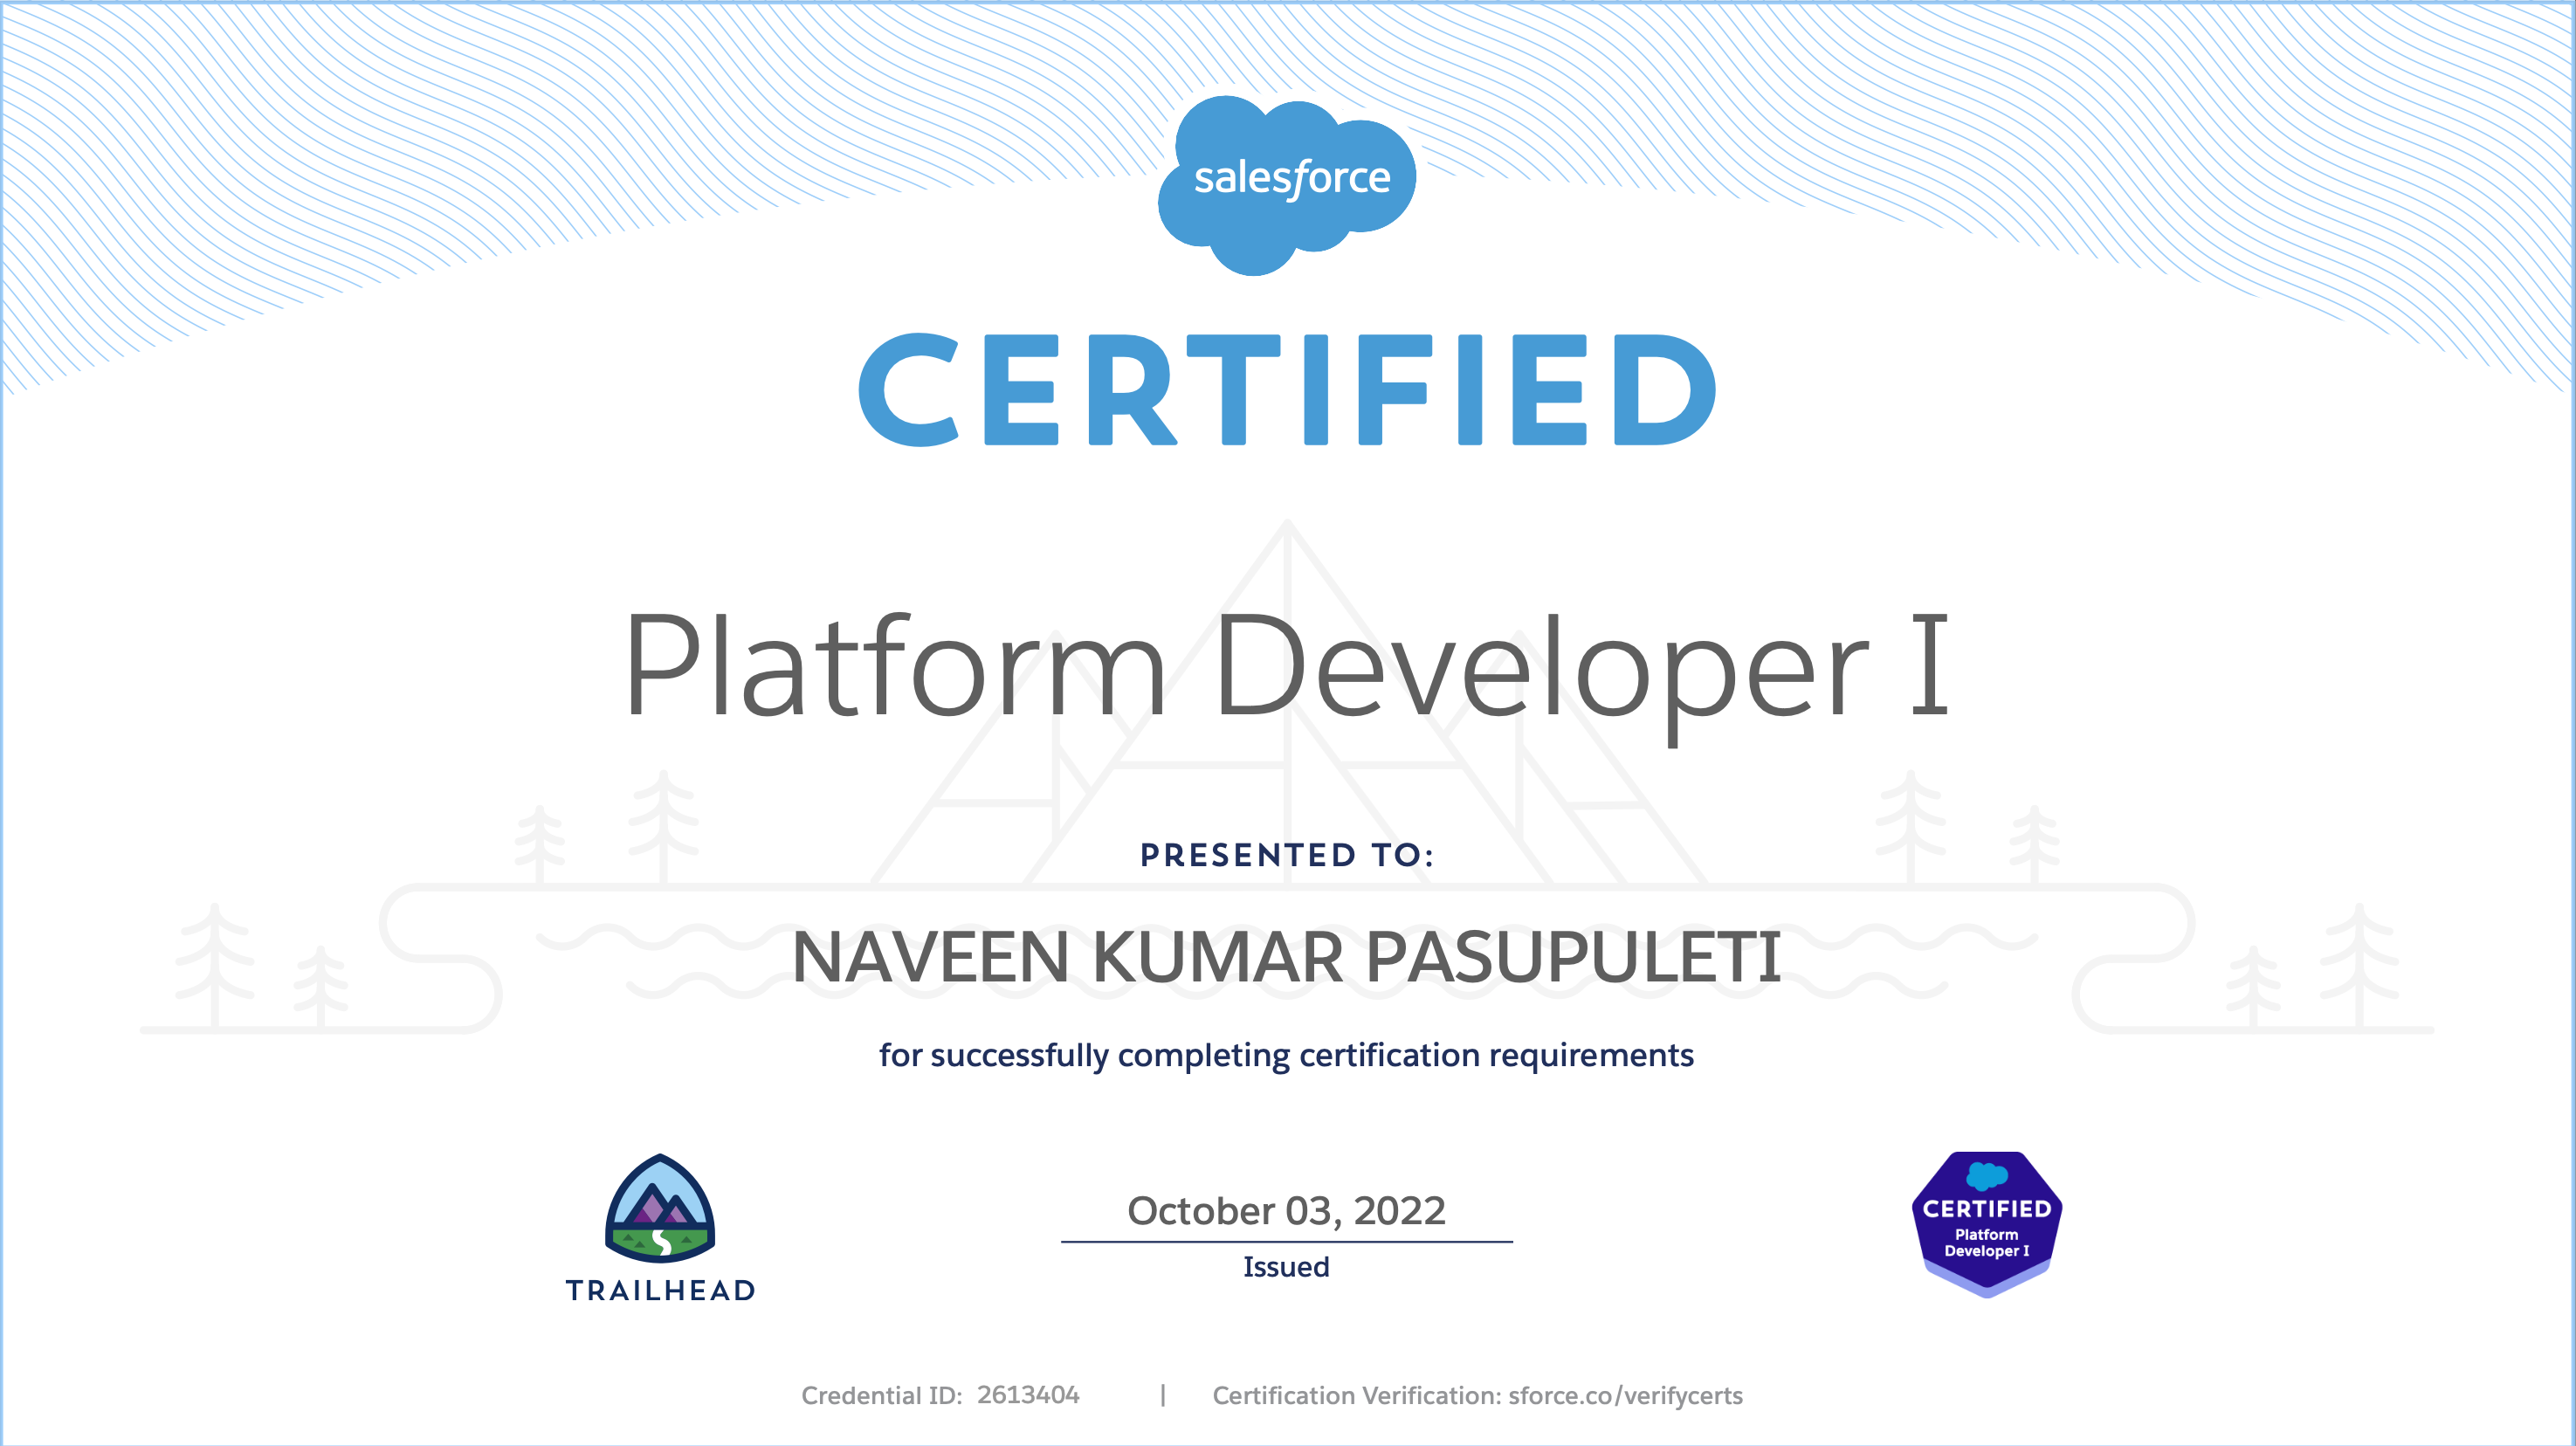 salesforce
CERTIFIED
Platform Developer I
PRESENTED TO:
NAVEEN KUMAR PASUPULETI
for successfully completing certification requirements
TRAILHEAD
October 03, 2022
Issued
CERTIFIED
Platform
Developer I
Credential ID: 2613404 | Certification Verification: sforce.co/verifycerts